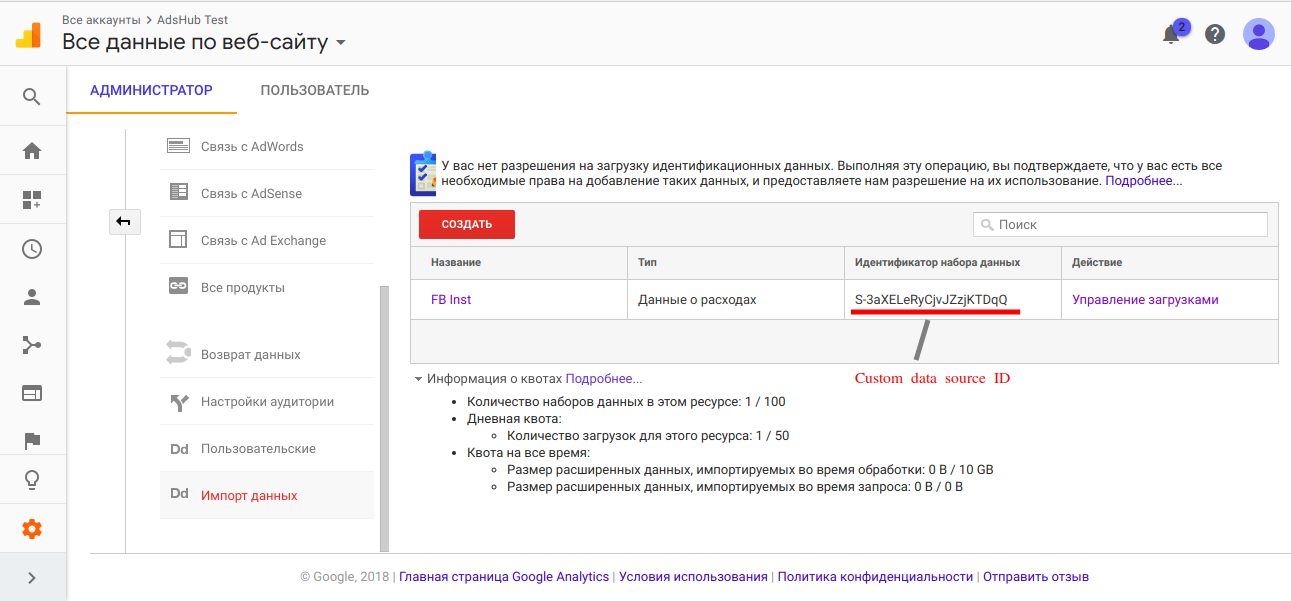 Все аккаунты > AdsHub Test
Все данные по веб-сайту
2
АДМИНИСТРАТОР ПОЛЬЗОВАТЕЛЬ
Связь с AdWords
Связь с AdSense
Связь с Ad Exchange
Все продукты
Возврат данных
Настройки аудитории
Dd Пользовательские
Dd Импорт данных
У вас нет разрешения на загрузку идентификационных данных. Выполняя эту операцию, вы подтверждаете, что у вас есть все
необходимые права на добавление таких данных, и предоставляете нам разрешение на их использование. Подробнее...
СОЗДАТЬ Поиск
Название Тип Идентификатор набора данных Действие
FB Inst Данные о расходах S-3aXELeRyCjvJZzjKTDqQ Управление загрузками
Custom data source ID
Информация о квотах Подробнее...
• Количество наборов данных в этом ресурсе: 1 / 100
• Дневная квота:
◦ Количество загрузок для этого ресурса: 1 / 50
• Квота на все время:
◦ Размер расширенных данных, импортируемых во время обработки: 0 B / 10 GB
◦ Размер расширенных данных, импортируемых во время запроса: 0 B / 0 B
© Google, 2018 | Главная страница Google Analytics | Условия использования | Политика конфиденциальности | Отправить отзыв